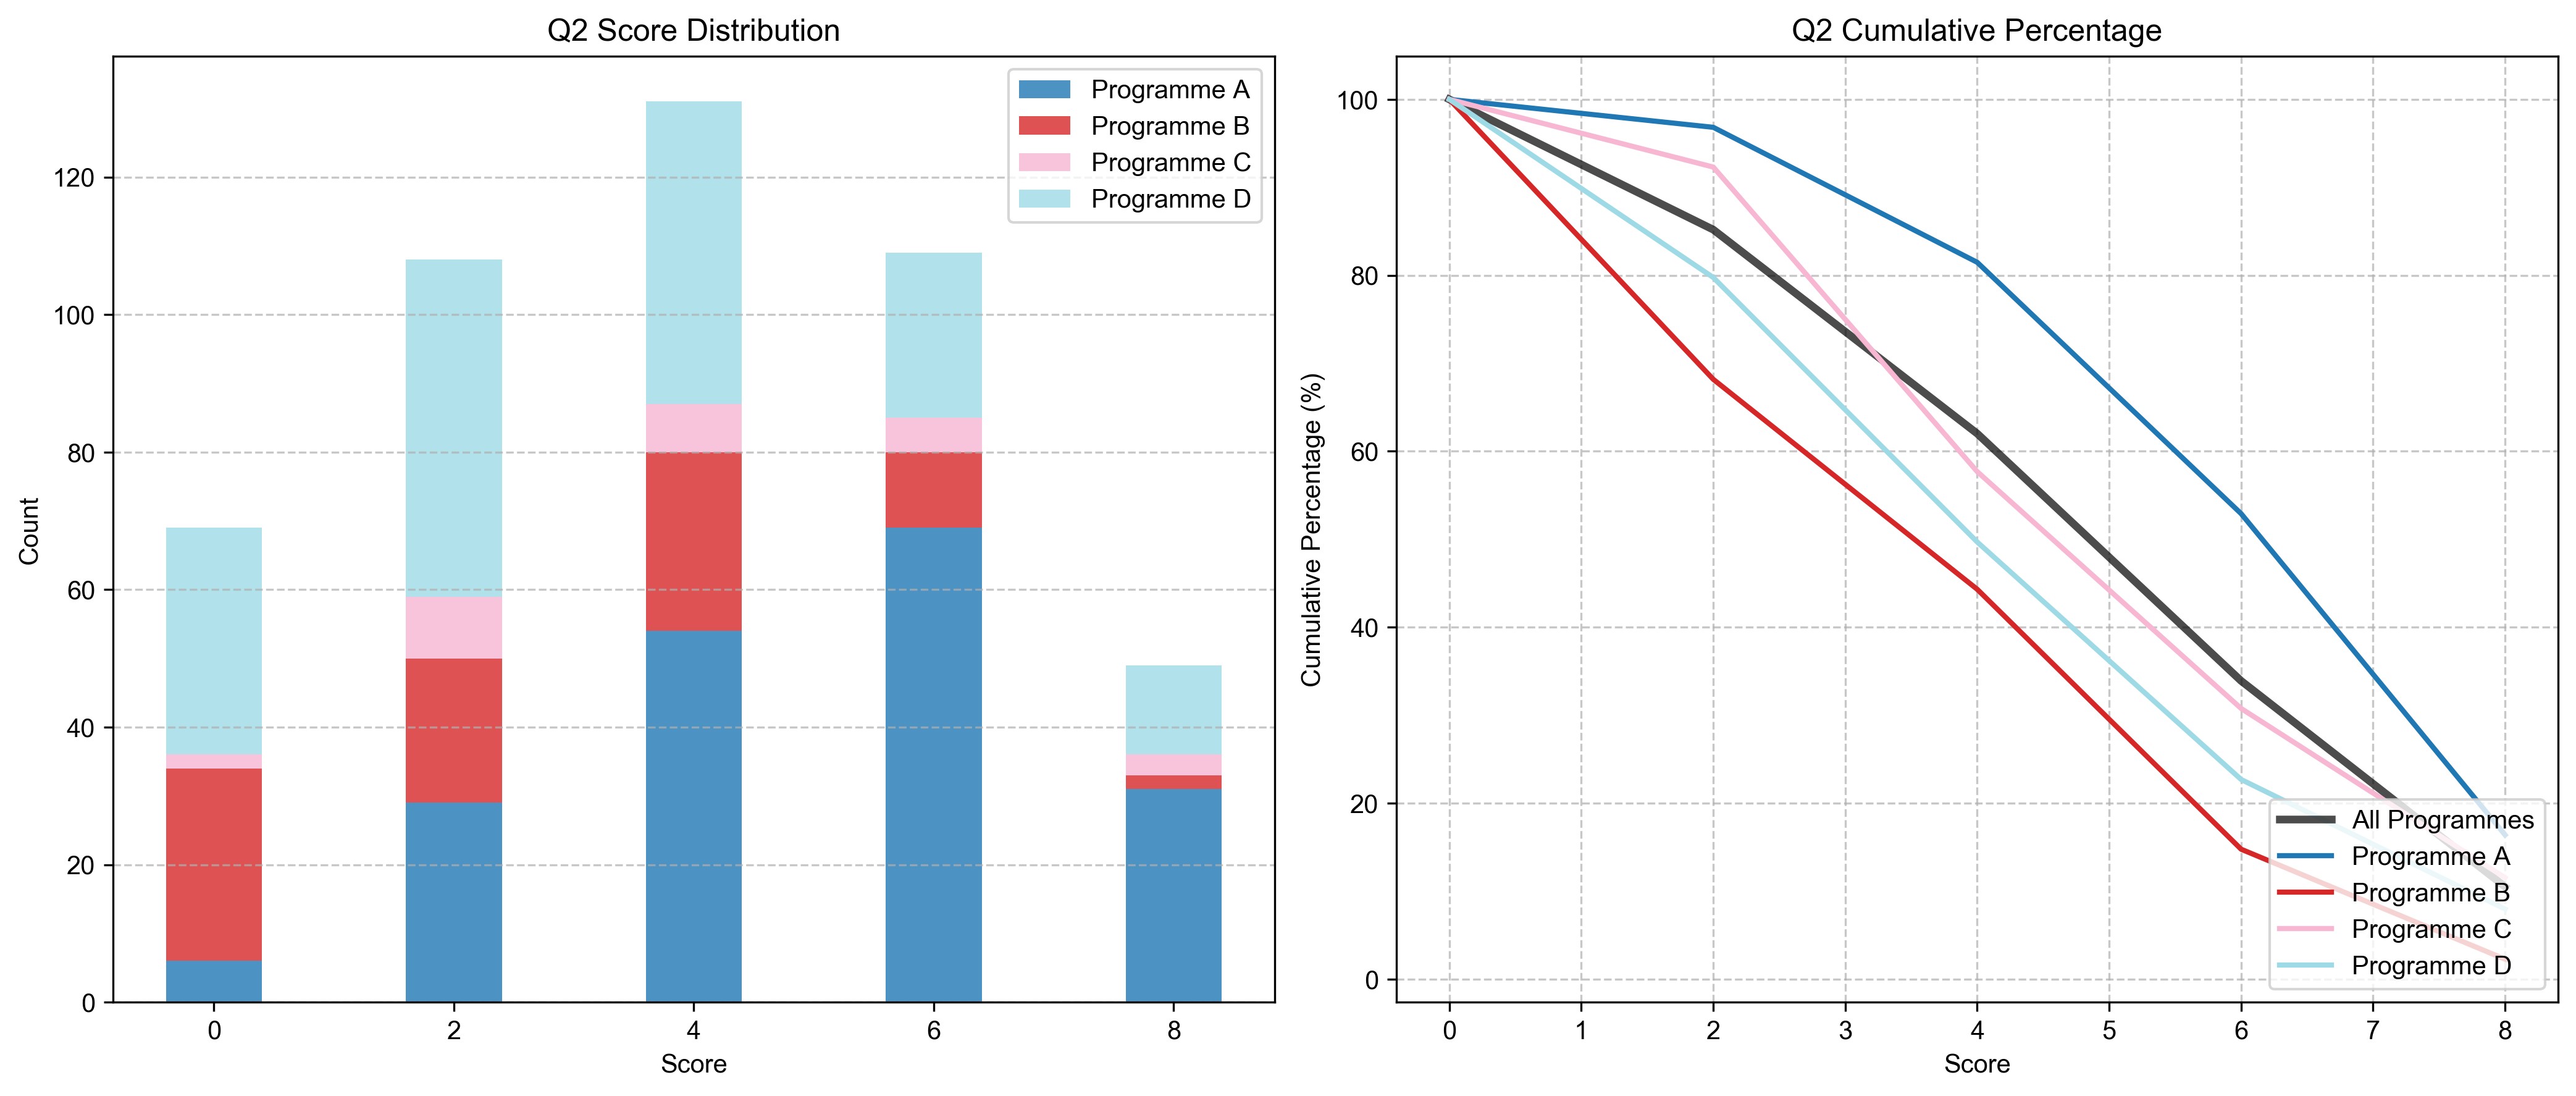 Q2 Score Distribution
Count
120
100
80
60
40
20
0
0 2 4 6 8
Score
Programme A
Programme B
Programme C
Programme D
Q2 Cumulative Percentage
Cumulative Percentage (%)
100
80
60
40
20
0
0 1 2 3 4 5 6 7 8
Score
All Programmes
Programme A
Programme B
Programme C
Programme D